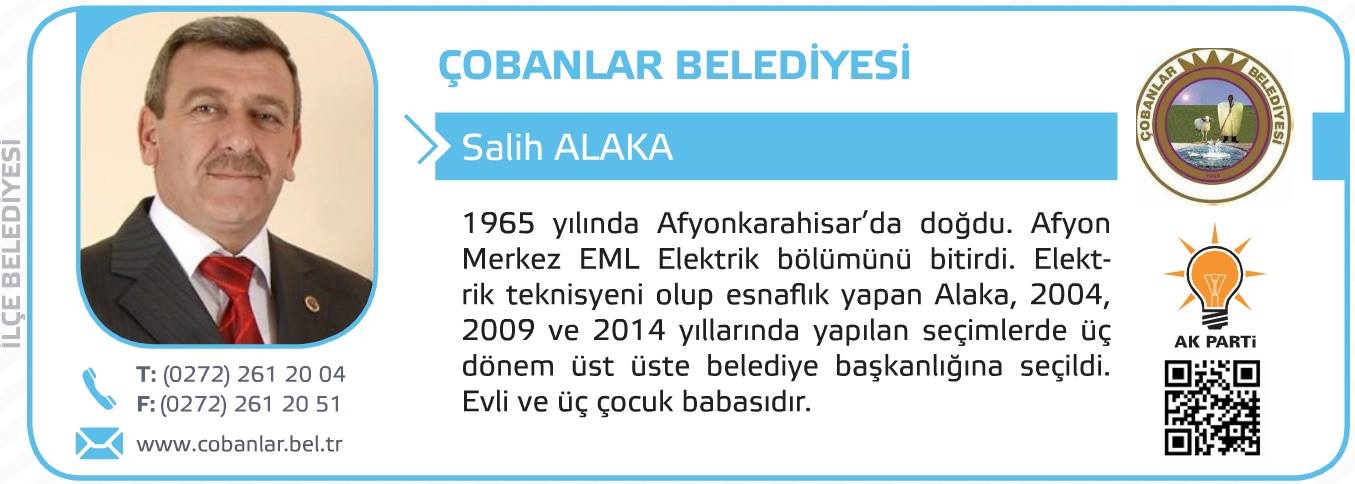 İLÇE BELEDİYESİ
ÇOBANLAR BELEDİYESİ
Salih ALAKA
1965 yılında Afyonkarahisar’da doğdu. Afyon
Merkez EML Elektrik bölümünü bitirdi. Elekt-
rik teknisyeni olup esnaflık yapan Alaka, 2004,
2009 ve 2014 yıllarında yapılan seçimlerde üç
dönem üst üste belediye başkanlığına seçildi.
Evli ve üç çocuk babasıdır.
T: (0272) 261 20 04
F: (0272) 261 20 51
www.cobanlar.bel.tr
ÇOBANLAR BELEDİYESİ
AK PARTİ